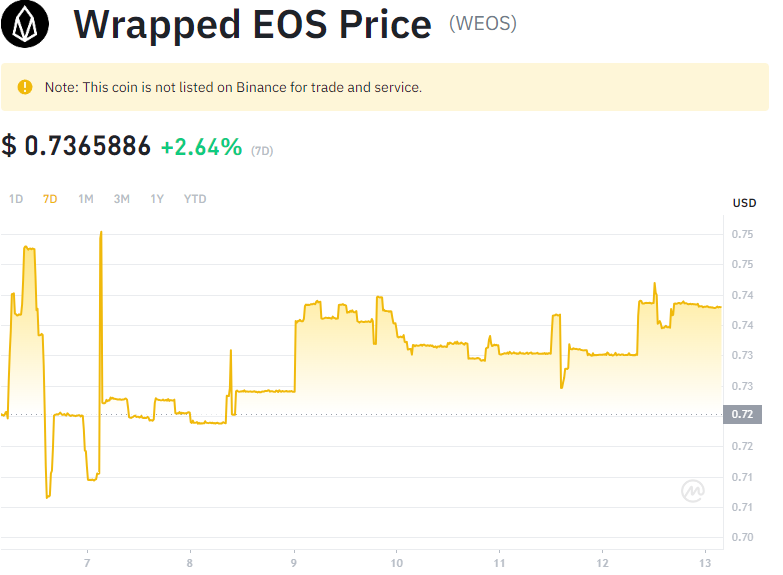 Wrapped EOS Price (WEOS)
Note: This coin is not listed on Binance for trade and service.
$ 0.7365886 +2.64% (7D)
1D 7D 1M 3M 1Y YTD
USD
0.75
0.75
0.74
0.74
0.73
0.73
0.72
0.72
0.71
0.71
0.70
7 8 9 10 11 12 13